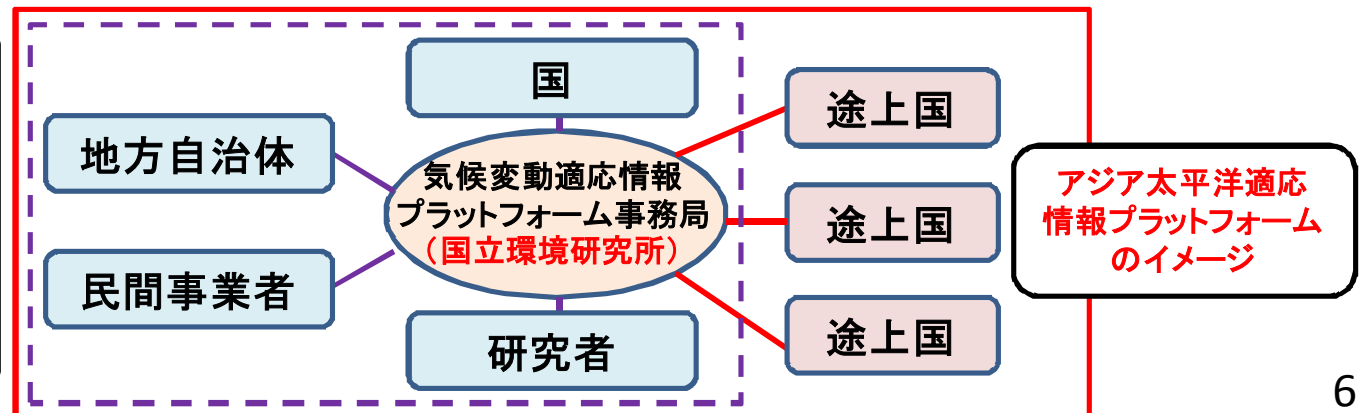 国
地方自治体
民間事業者
気候変動適応情報
プラットフォーム事務局
（国立環境研究所）
研究者
途上国
途上国
途上国
アジア太平洋適応
情報プラットフォーム
のイメージ
6